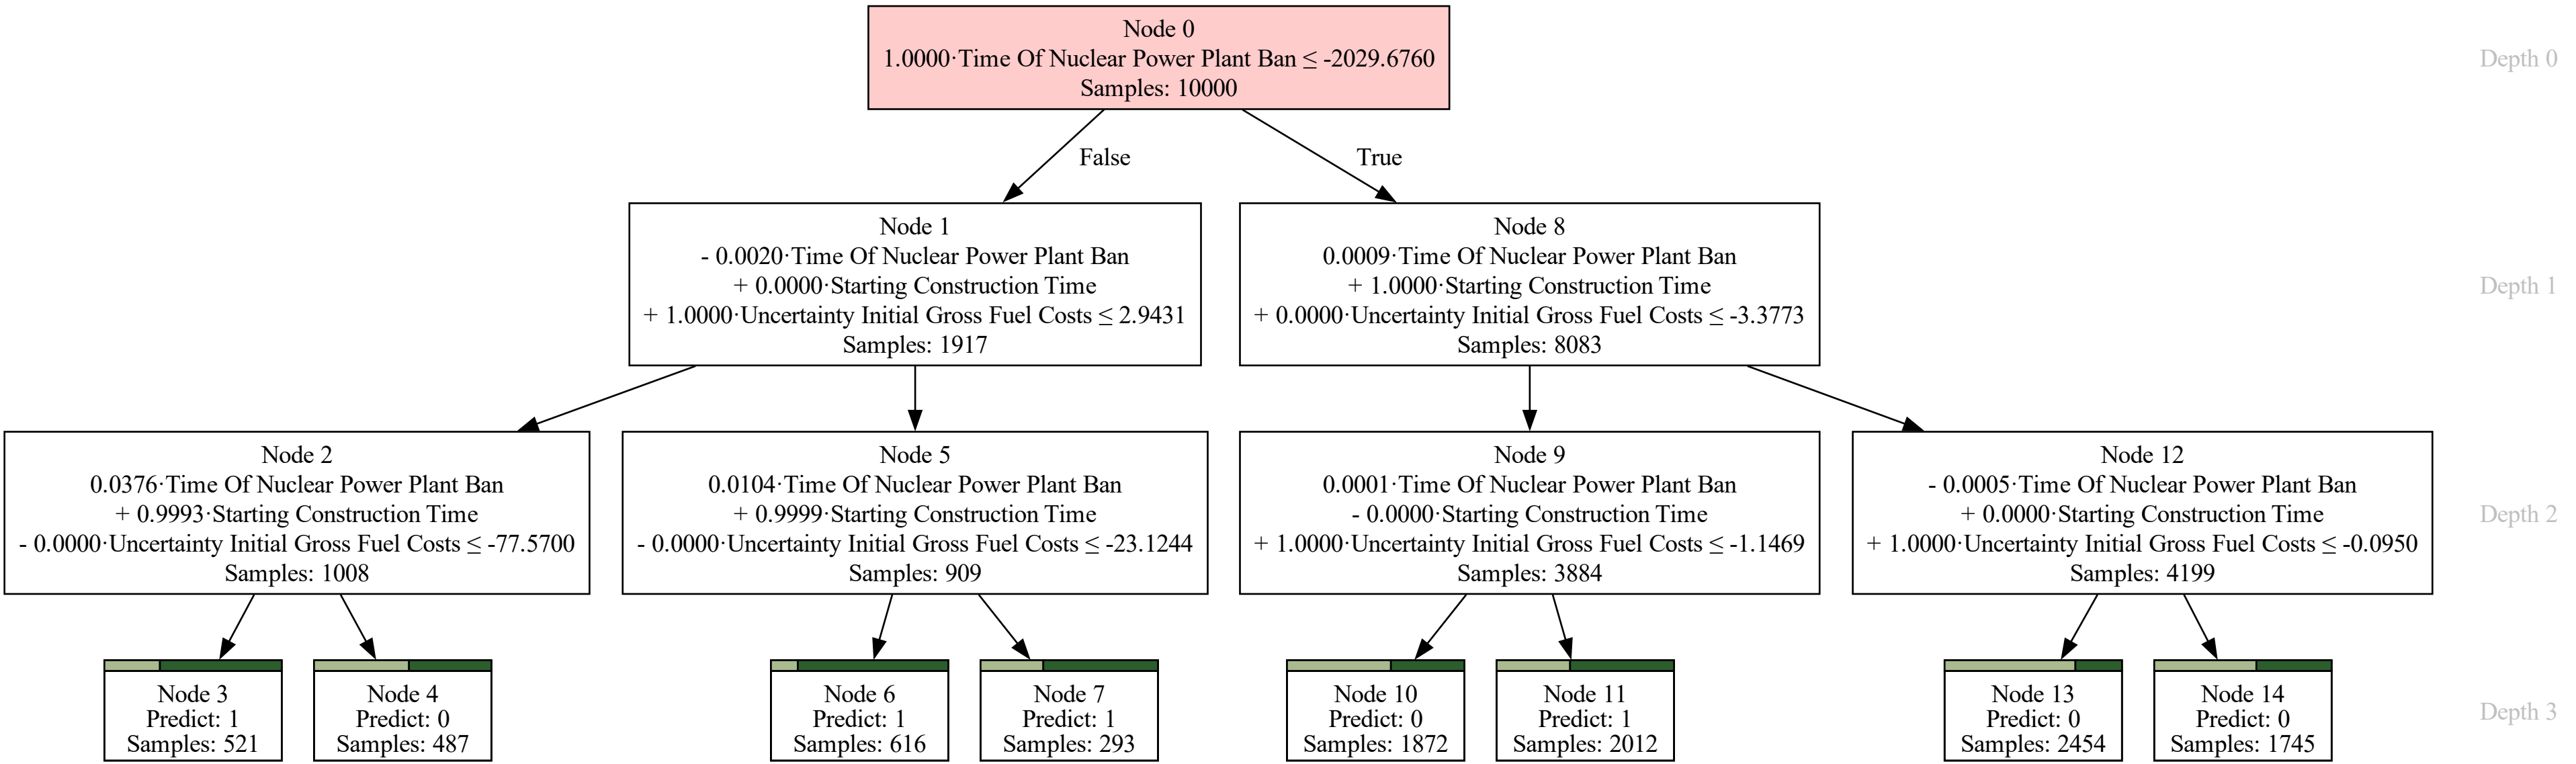 Node 0
1.0000·Time Of Nuclear Power Plant Ban ≤ -2029.6760
Samples: 10000
Depth 0
False
True
Node 1
- 0.0020·Time Of Nuclear Power Plant Ban
+ 0.0000·Starting Construction Time
+ 1.0000·Uncertainty Initial Gross Fuel Costs ≤ 2.9431
Samples: 1917
Node 8
0.0009·Time Of Nuclear Power Plant Ban
+ 1.0000·Starting Construction Time
+ 0.0000·Uncertainty Initial Gross Fuel Costs ≤ -3.3773
Samples: 8083
Depth 1
Node 2
0.0376·Time Of Nuclear Power Plant Ban
+ 0.9993·Starting Construction Time
- 0.0000·Uncertainty Initial Gross Fuel Costs ≤ -77.5700
Samples: 1008
Node 5
0.0104·Time Of Nuclear Power Plant Ban
+ 0.9999·Starting Construction Time
- 0.0000·Uncertainty Initial Gross Fuel Costs ≤ -23.1244
Samples: 909
Node 9
0.0001·Time Of Nuclear Power Plant Ban
- 0.0000·Starting Construction Time
+ 1.0000·Uncertainty Initial Gross Fuel Costs ≤ -1.1469
Samples: 3884
Node 12
- 0.0005·Time Of Nuclear Power Plant Ban
+ 0.0000·Starting Construction Time
+ 1.0000·Uncertainty Initial Gross Fuel Costs ≤ -0.0950
Samples: 4199
Depth 2
Node 3
Predict: 1
Samples: 521
Node 4
Predict: 0
Samples: 487
Node 6
Predict: 1
Samples: 616
Node 7
Predict: 1
Samples: 293
Node 10
Predict: 0
Samples: 1872
Node 11
Predict: 1
Samples: 2012
Node 13
Predict: 0
Samples: 2454
Node 14
Predict: 0
Samples: 1745
Depth 3